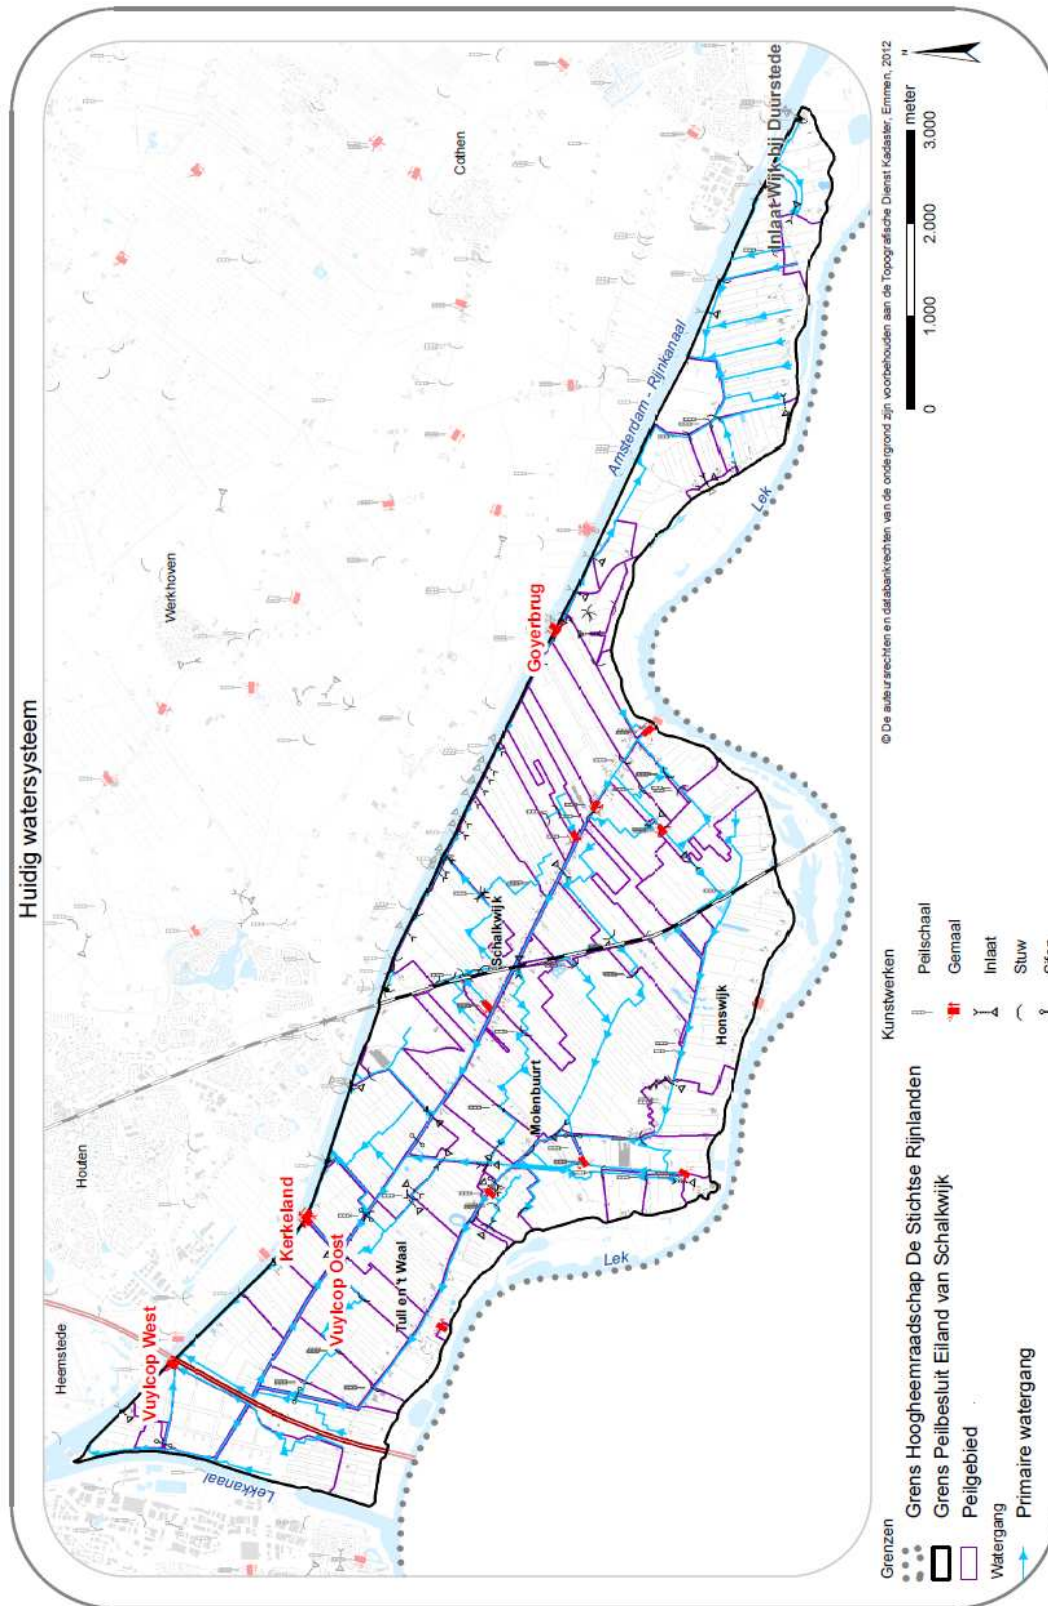 Huidig watersysteem
Heemstede
Houten
Werkhoven
Cothen
Vuylcop West
Kerkeland
Vuylcop Oost
Goyerbrug
Inlaat Wijk bij Duurstede
Amsterdam - Rijnkanaal
Lekkanaal
Tull en 't Waal
Molenbuurt
Schalkwijk
Honswijk
Lek
Lek
© De auteursrechten en databankrechten van de ondergrond zijn voorbehouden aan de Topografische Dienst Kadaster, Emmen, 2012
Grenzen
Grens Hoogheemraadschap De Stichtse Rijnlanden
Grens Peilbesluit Eiland van Schalkwijk
Peilgebied
Watergang
Primaire watergang
Kunstwerken
Peilschaal
Gemaal
Inlaat
Stuw
0 1.000 2.000 3.000 meter
N